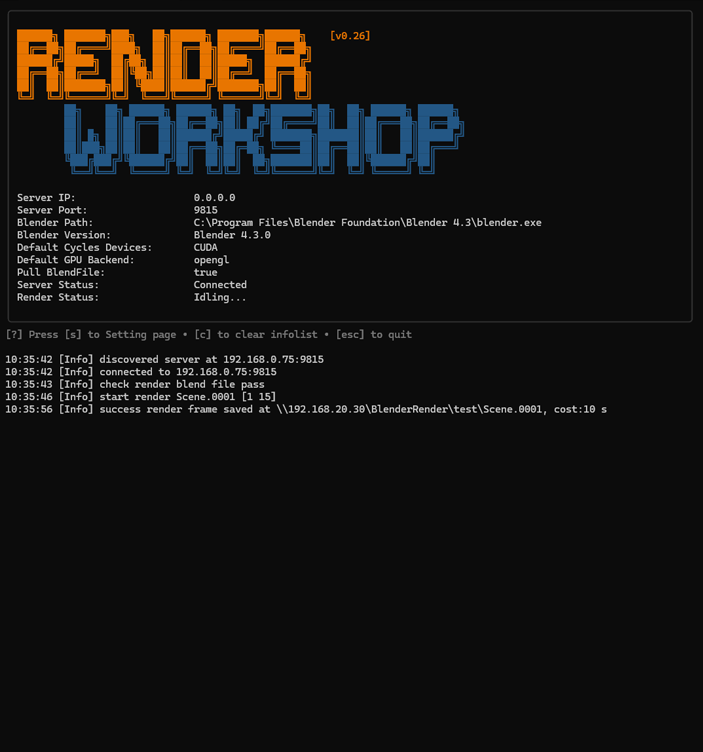 RENDER [v0.26]
WORKSHOP
Server IP: 0.0.0.0
Server Port: 9815
Blender Path: C:\Program Files\Blender Foundation\Blender 4.3\blender.exe
Blender Version: Blender 4.3.0
Default Cycles Devices: CUDA
Default GPU Backend: opengl
Pull BlendFile: true
Server Status: Connected
Render Status: Idling...
[?] Press [s] to Setting page • [c] to clear infolist • [esc] to quit
10:35:42 [Info] discovered server at 192.168.0.75:9815
10:35:42 [Info] connected to 192.168.0.75:9815
10:35:43 [Info] check render blend file pass
10:35:46 [Info] start render Scene.0001 [1 15]
10:35:56 [Info] success render frame saved at \\192.168.20.30\BlenderRender\test\Scene.0001, cost:10 s